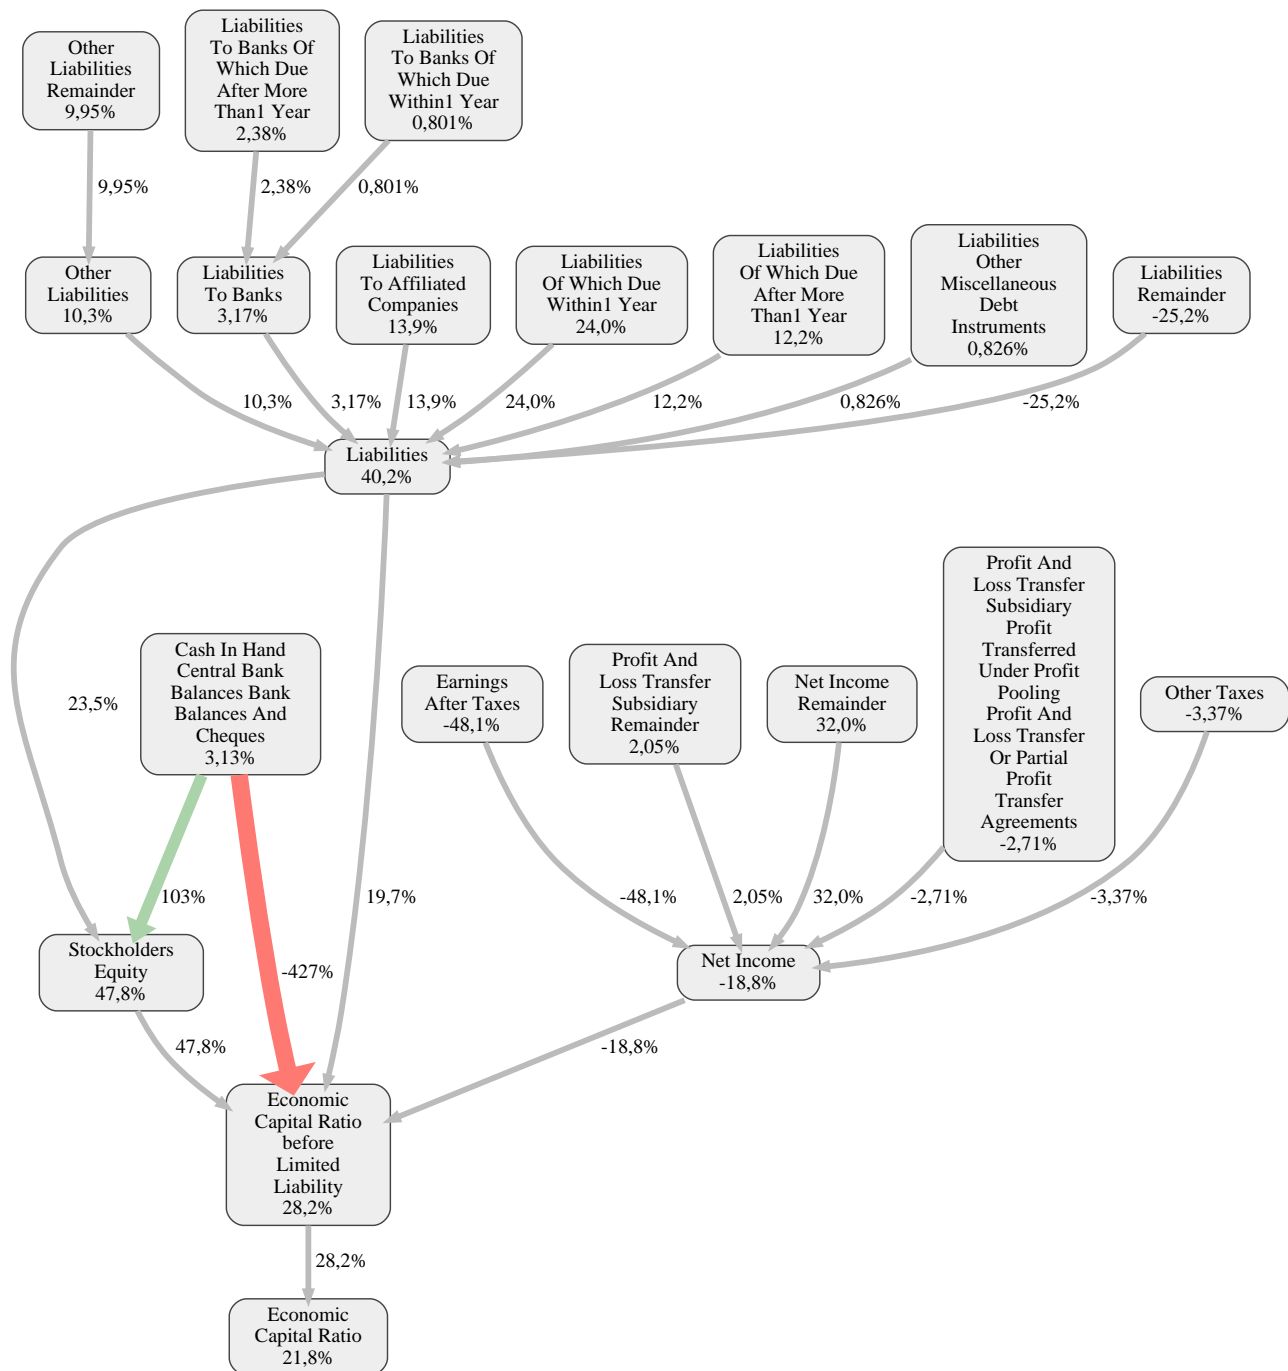 Other
Liabilities
Remainder
9,95%
Liabilities
To Banks Of
Which Due
After More
Than1 Year
2,38%
Liabilities
To Banks Of
Which Due
Within1 Year
0,801%
9,95%
2,38%
0,801%
Other
Liabilities
10,3%
Liabilities
To Banks
3,17%
Liabilities
To Affiliated
Companies
13,9%
Liabilities
Of Which Due
Within1 Year
24,0%
Liabilities
Of Which Due
After More
Than1 Year
12,2%
Liabilities
Other
Miscellaneous
Debt
Instruments
0,826%
Liabilities
Remainder
-25,2%
10,3%
3,17%
13,9%
24,0%
12,2%
0,826%
-25,2%
Liabilities
40,2%
23,5%
Cash In Hand
Central Bank
Balances Bank
Balances And
Cheques
3,13%
Earnings
After Taxes
-48,1%
Profit And
Loss Transfer
Subsidiary
Remainder
2,05%
Net Income
Remainder
32,0%
Profit And
Loss Transfer
Subsidiary
Profit
Transferred
Under Profit
Pooling
Profit And
Loss Transfer
Or Partial
Profit
Transfer
Agreements
-2,71%
Other Taxes
-3,37%
103%
19,7%
-48,1%
2,05%
32,0%
-2,71%
-3,37%
Stockholders
Equity
47,8%
-427%
Net Income
-18,8%
47,8%
-18,8%
Economic
Capital Ratio
before
Limited
Liability
28,2%
28,2%
Economic
Capital Ratio
21,8%